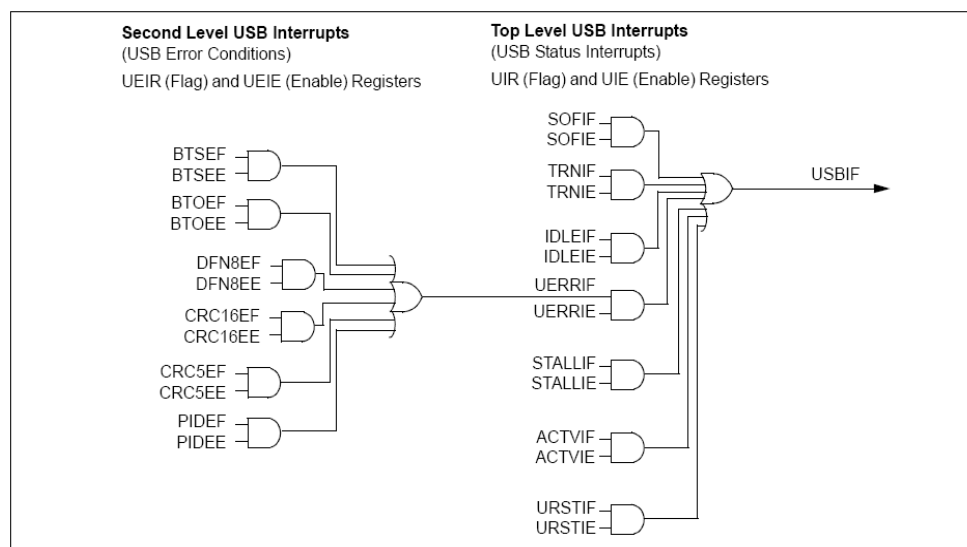 Second Level USB Interrupts
(USB Error Conditions)
UEIR (Flag) and UEIE (Enable) Registers
Top Level USB Interrupts
(USB Status Interrupts)
UIR (Flag) and UIE (Enable) Registers
BTSEF
BTSEE
BTOEF
BTOEE
DFN8EF
DFN8EE
CRC16EF
CRC16EE
CRC5EF
CRC5EE
PIDEF
PIDEE
SOFIF
SOFIE
TRNIF
TRNIE
IDLEIF
IDLEIE
UERRIF
UERRIE
STALLIF
STALLIE
ACTVIF
ACTVIE
URSTIF
URSTIE
USBIF